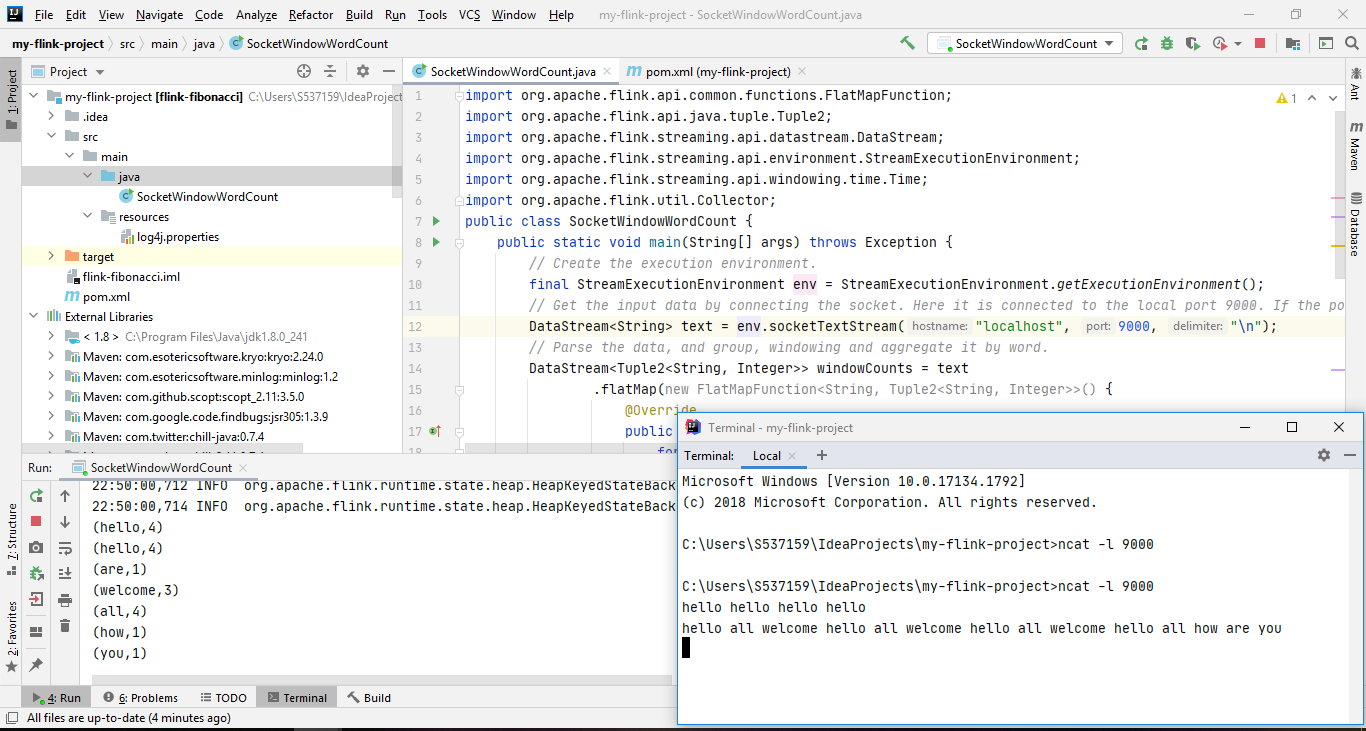 File Edit View Navigate Code Analyze Refactor Build Run Tools VCS Window Help my-flink-project - SocketWindowWordCount.java
my-flink-project src main java SocketWindowWordCount SocketWindowWordCount
1: Project
Project
my-flink-project [flink-fibonacci] C:\Users\S537159\IdeaProject
.idea
src
main
java
SocketWindowWordCount
resources
log4j.properties
target
flink-fibonacci.iml
pom.xml
External Libraries
< 1.8 > C:\Program Files\Java\jdk1.8.0_241
Maven: com.esotericsoftware.kryo:kryo:2.24.0
Maven: com.esotericsoftware.minlog:minlog:1.2
Maven: com.github.scopt:scopt_2.11:3.5.0
Maven: com.google.code.findbugs:jsr305:1.3.9
Maven: com.twitter:chill-java:0.7.4
SocketWindowWordCount.java pom.xml (my-flink-project)
1
1 import org.apache.flink.api.common.functions.FlatMapFunction;
2 import org.apache.flink.api.java.tuple.Tuple2;
3 import org.apache.flink.streaming.api.datastream.DataStream;
4 import org.apache.flink.streaming.api.environment.StreamExecutionEnvironment;
5 import org.apache.flink.streaming.api.windowing.time.Time;
6 import org.apache.flink.util.Collector;
7 public class SocketWindowWordCount {
8 public static void main(String[] args) throws Exception {
9 // Create the execution environment.
10 final StreamExecutionEnvironment env = StreamExecutionEnvironment.getExecutionEnvironment();
11 // Get the input data by connecting the socket. Here it is connected to the local port 9000. If the po
12 DataStream<String> text = env.socketTextStream( hostname: "localhost", port: 9000, delimiter: "\n");
13 // Parse the data, and group, windowing and aggregate it by word.
14 DataStream<Tuple2<String, Integer>> windowCounts = text
15 .flatMap(new FlatMapFunction<String, Tuple2<String, Integer>>() {
16 @Override
17 public
18 for
Ant
Maven
Database
Run: SocketWindowWordCount
22:50:00,712 INFO org.apache.flink.runtime.state.heap.HeapKeyedStateBack
22:50:00,714 INFO org.apache.flink.runtime.state.heap.HeapKeyedStateBack
(hello,4)
(hello,4)
(are,1)
(welcome,3)
(all,4)
(how,1)
(you,1)
7: Structure
2: Favorites
Terminal - my-flink-project
Terminal: Local
Microsoft Windows [Version 10.0.17134.1792]
(c) 2018 Microsoft Corporation. All rights reserved.
C:\Users\S537159\IdeaProjects\my-flink-project>ncat -l 9000
C:\Users\S537159\IdeaProjects\my-flink-project>ncat -l 9000
hello hello hello hello
hello all welcome hello all welcome hello all welcome hello all how are you
4: Run 6: Problems TODO Terminal Build
All files are up-to-date (4 minutes ago)